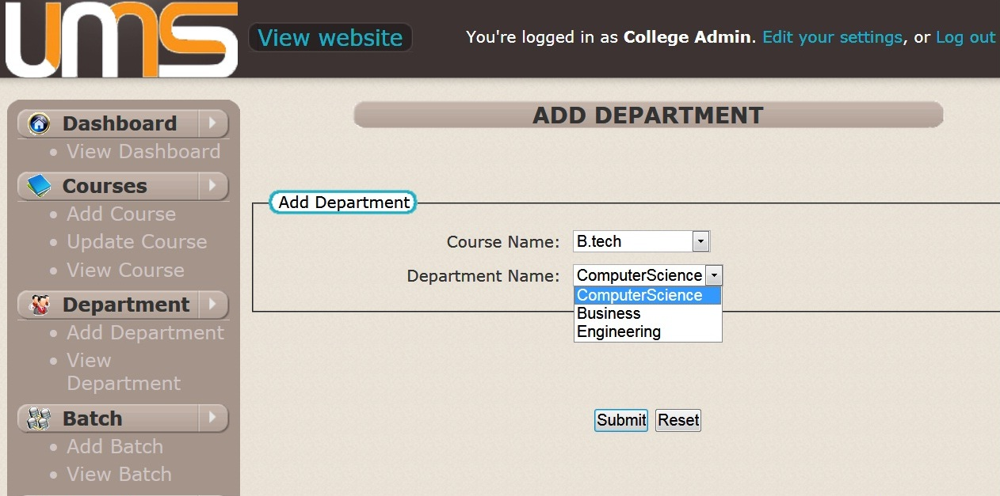 UMS
View website
You're logged in as College Admin. Edit your settings, or Log out
Dashboard
View Dashboard
Courses
Add Course
Update Course
View Course
Department
Add Department
View
Department
Batch
Add Batch
View Batch
ADD DEPARTMENT
Add Department
Course Name: B.tech
Department Name: ComputerScience
ComputerScience
Business
Engineering
Submit Reset